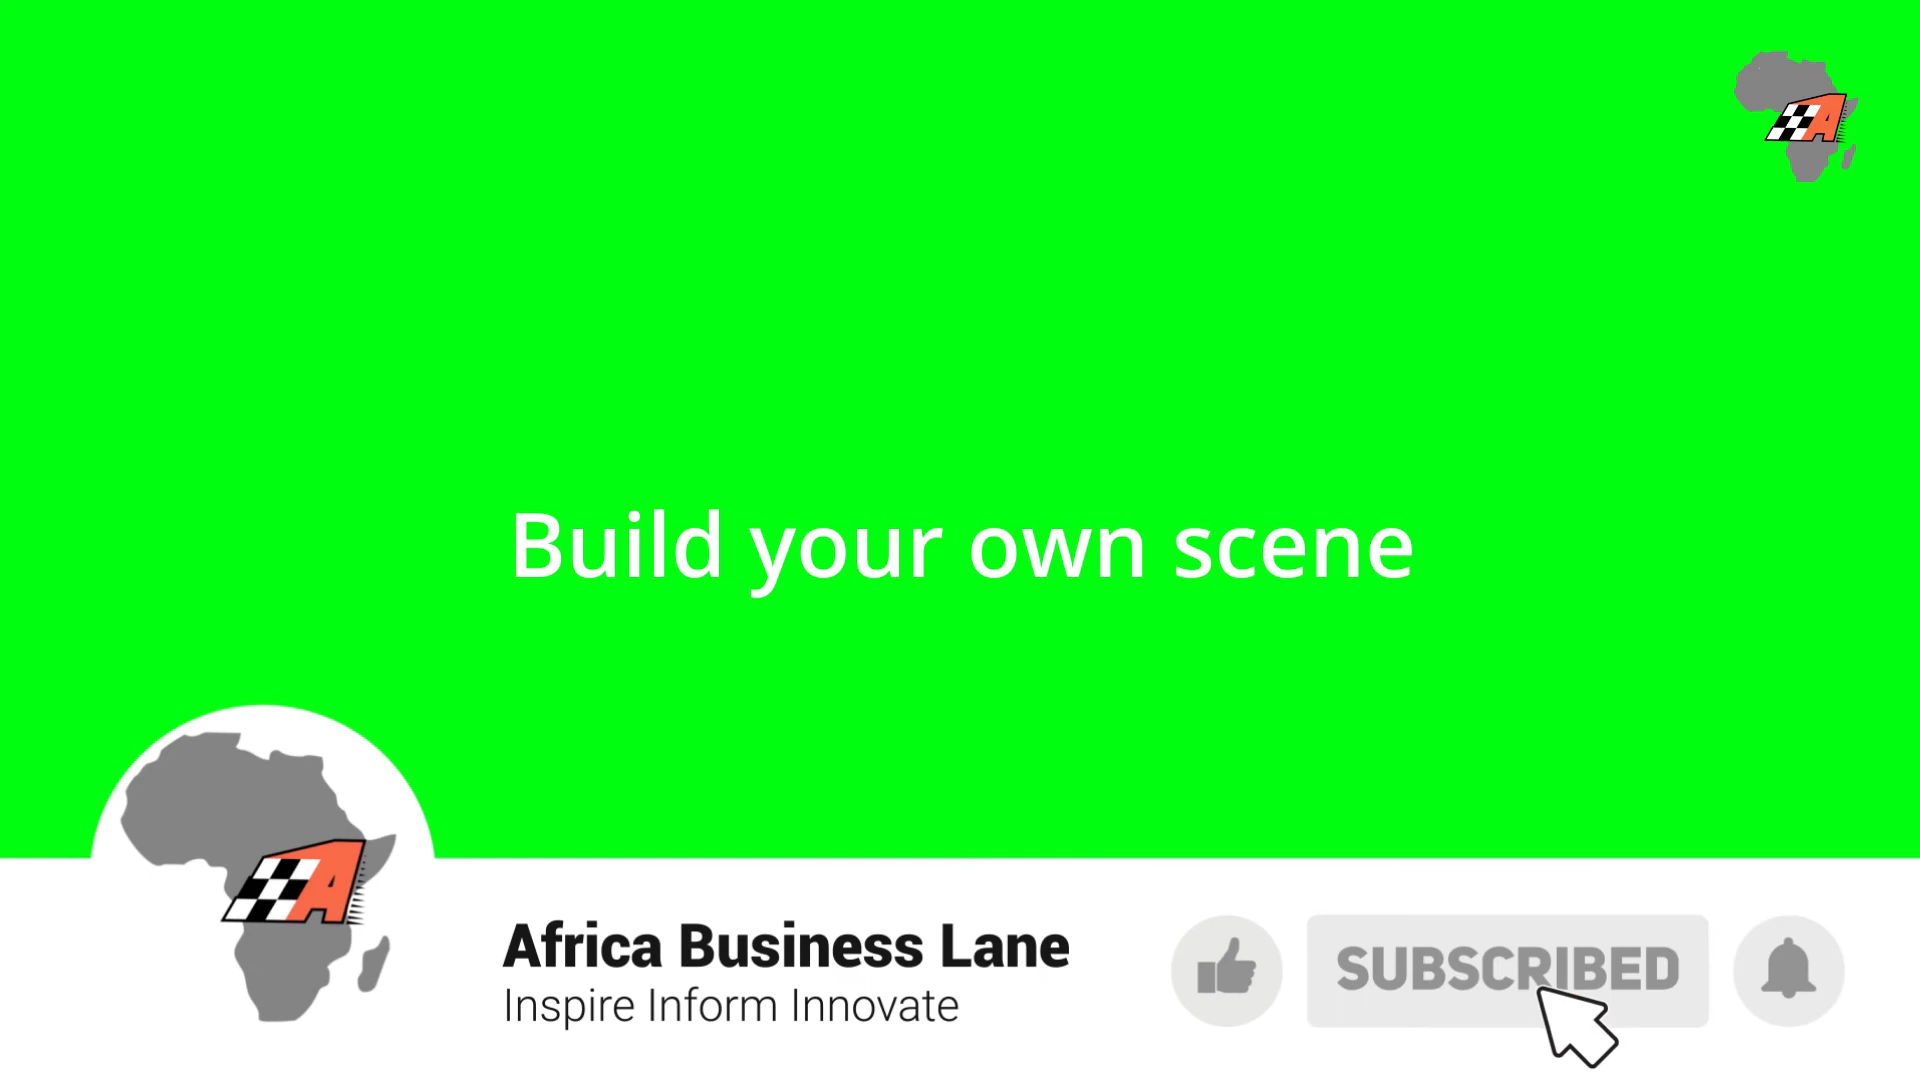 A
Build your own scene
A
Africa Business Lane
Inspire Inform Innovate
SUBSCRIBED